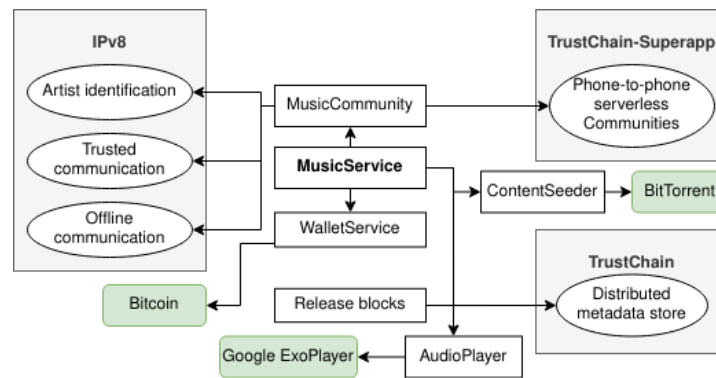 IPv8
Artist identification
Trusted
communication
Offline
communication
MusicCommunity
MusicService
WalletService
Release blocks
Bitcoin
Google ExoPlayer
AudioPlayer
TrustChain-Superapp
Phone-to-phone
serverless
Communities
ContentSeeder
BitTorrent
TrustChain
Distributed
metadata store